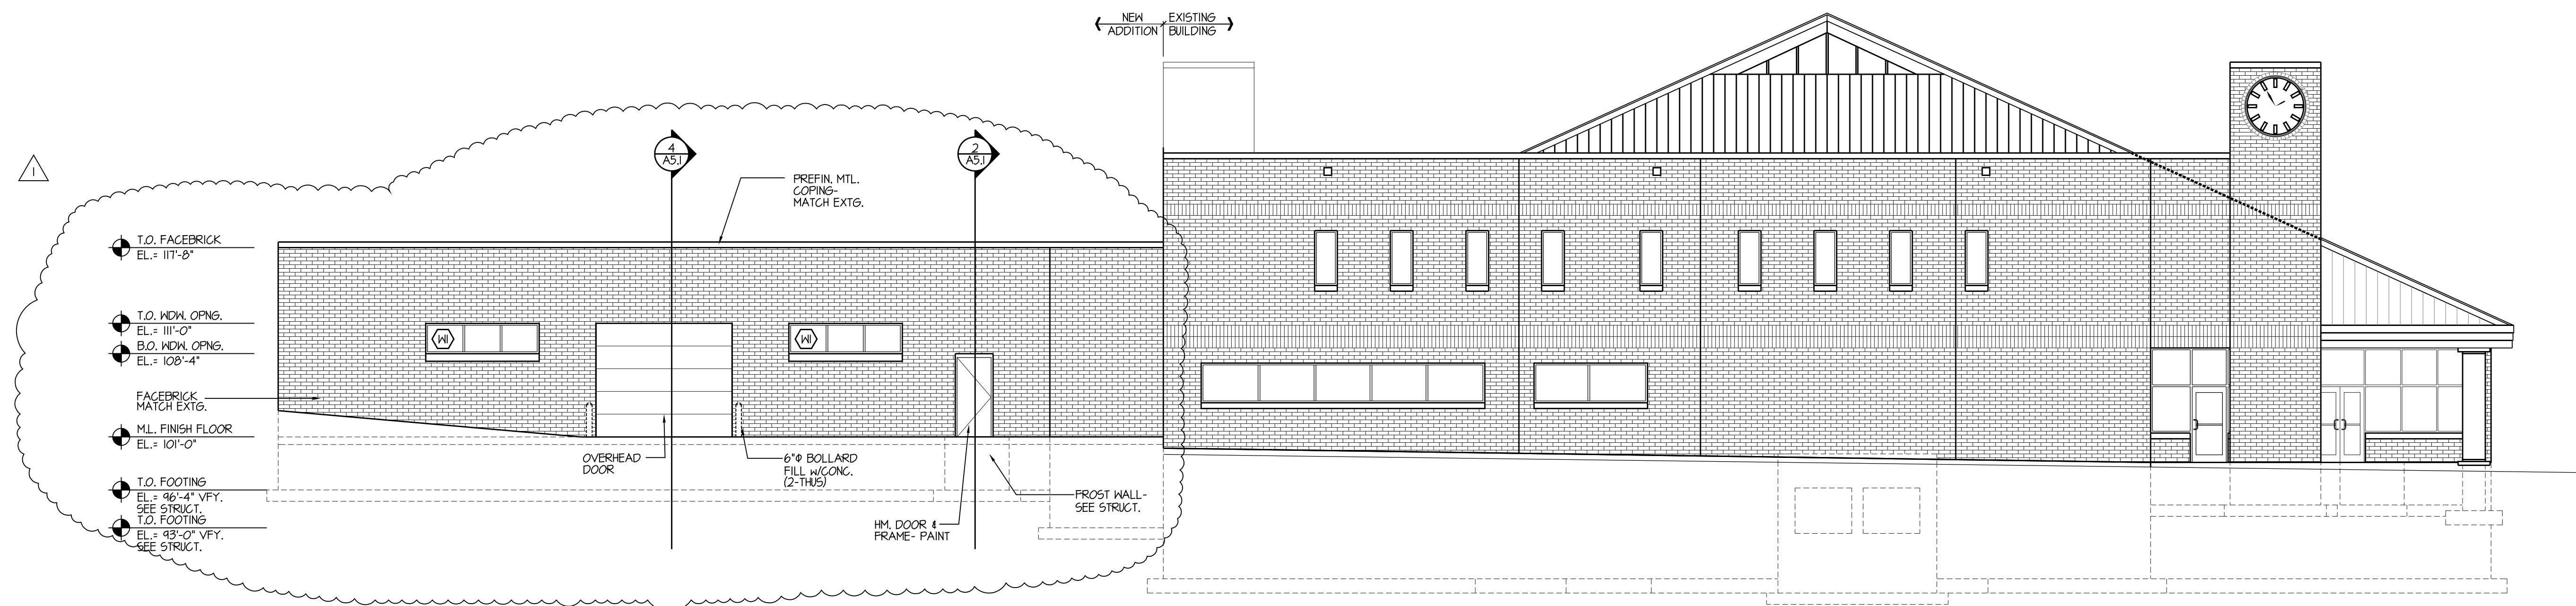 NEW EXISTING
ADDITION BUILDING
1
4
A5.1
2
A5.1
PREFIN. MTL.
COPING-
MATCH EXTG.
T.O. FACEBRICK
EL.= 117'-8"
T.O. WDW. OPNG.
EL.= 111'-0"
B.O. WDW. OPNG.
EL.= 108'-4"
W1
W1
FACEBRICK
MATCH EXTG.
M.L. FINISH FLOOR
EL.= 101'-0"
OVERHEAD
DOOR
6"Φ BOLLARD
FILL W/CONC.
(2-THUS)
T.O. FOOTING
EL.= 96'-4" VFY.
SEE STRUCT.
T.O. FOOTING
EL.= 93'-0" VFY.
SEE STRUCT.
FROST WALL-
SEE STRUCT.
HM. DOOR &
FRAME- PAINT